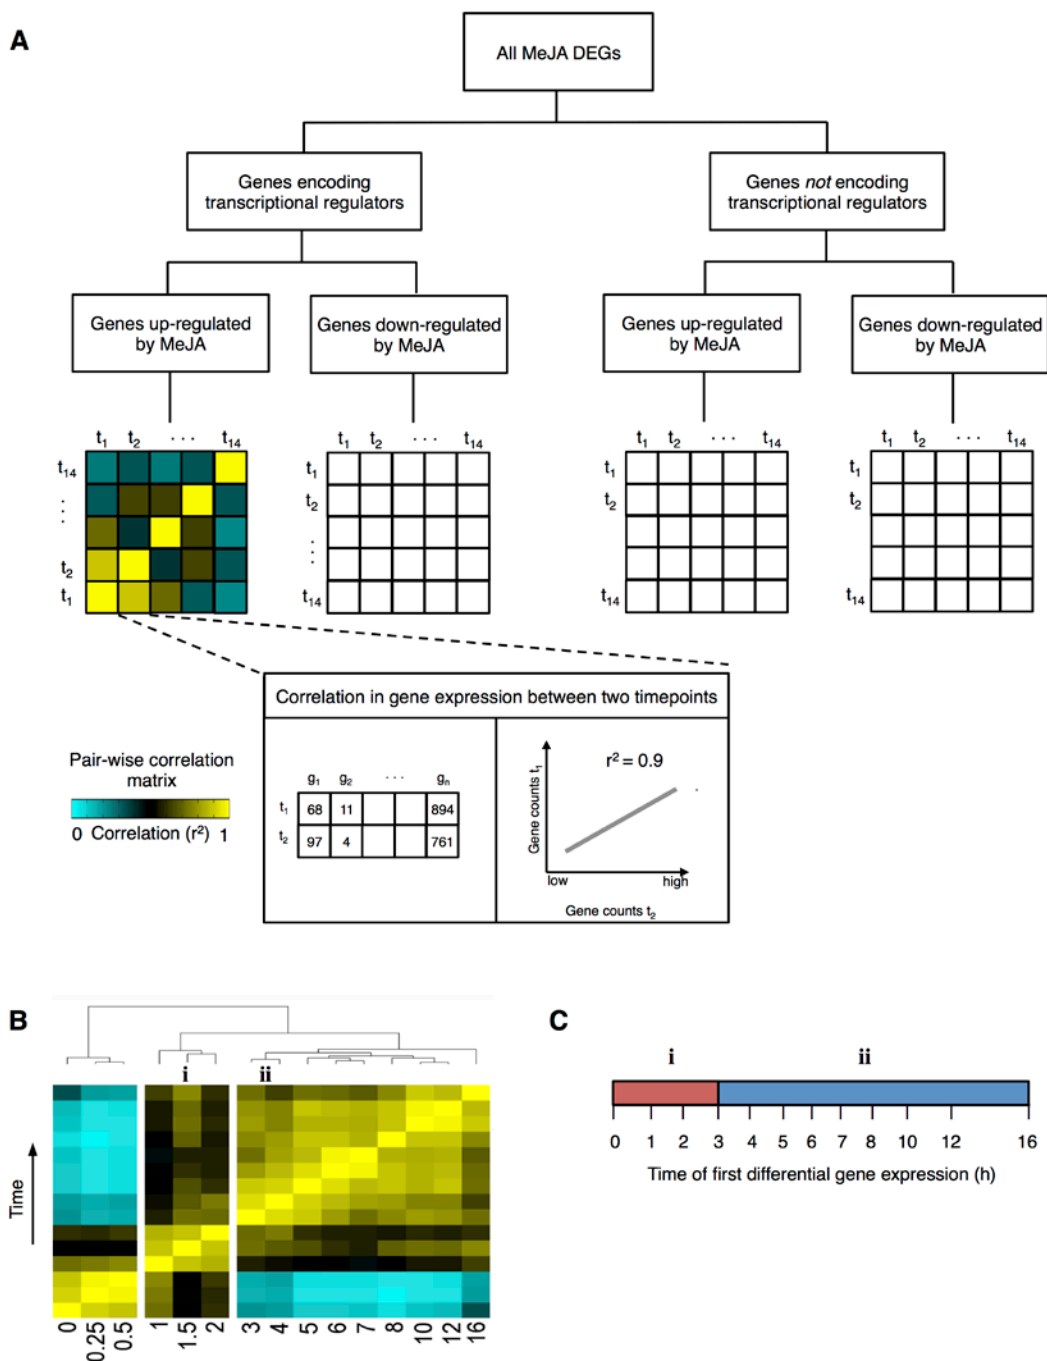 A
All MeJA DEGs
Genes encoding
transcriptional regulators
Genes not encoding
transcriptional regulators
Genes up-regulated
by MeJA
Genes down-regulated
by MeJA
Genes up-regulated
by MeJA
Genes down-regulated
by MeJA
t1 t2 · · · t14
t14
· · ·
t2
t1
t1 t2 · · · t14
t1
t2
· · ·
t14
t1 t2 · · · t14
t1
t2
t14
t1 t2 · · · t14
t1
t2
t14
Correlation in gene expression between two timepoints
Pair-wise correlation
matrix
0 Correlation (r²) 1
g1 g2 · · · gn
t1 68 11 894
t2 97 4 761
r² = 0.9
Gene counts t1
low high
Gene counts t2
B
i ii
Time
0 0.25 0.5 1 1.5 2 3 4 5 6 7 8 10 12 16
C
i ii
0 1 2 3 4 5 6 7 8 10 12 16
Time of first differential gene expression (h)